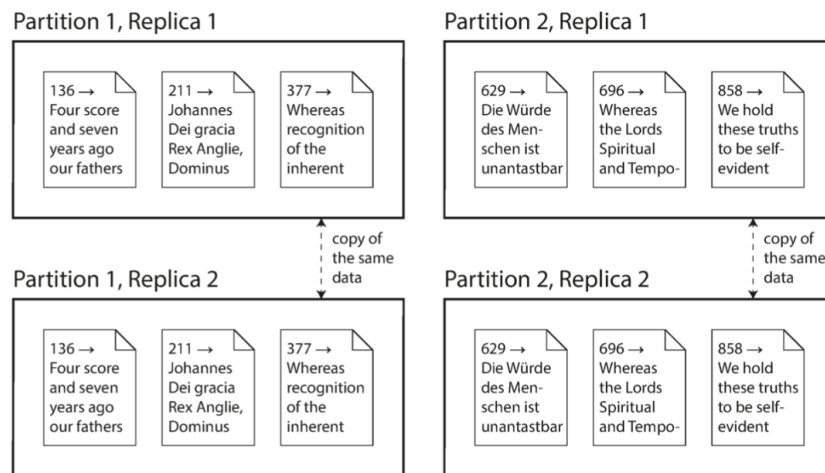 Partition 1, Replica 1
136 →
Four score
and seven
years ago
our fathers
211 →
Johannes
Dei gracia
Rex Anglie,
Dominus
377 →
Whereas
recognition
of the
inherent
Partition 2, Replica 1
629 →
Die Würde
des Men-
schen ist
unantastbar
696 →
Whereas
the Lords
Spiritual
and Tempo-
858 →
We hold
these truths
to be self-
evident
copy of
the same
data
copy of
the same
data
Partition 1, Replica 2
136 →
Four score
and seven
years ago
our fathers
211 →
Johannes
Dei gracia
Rex Anglie,
Dominus
377 →
Whereas
recognition
of the
inherent
Partition 2, Replica 2
629 →
Die Würde
des Men-
schen ist
unantastbar
696 →
Whereas
the Lords
Spiritual
and Tempo-
858 →
We hold
these truths
to be self-
evident